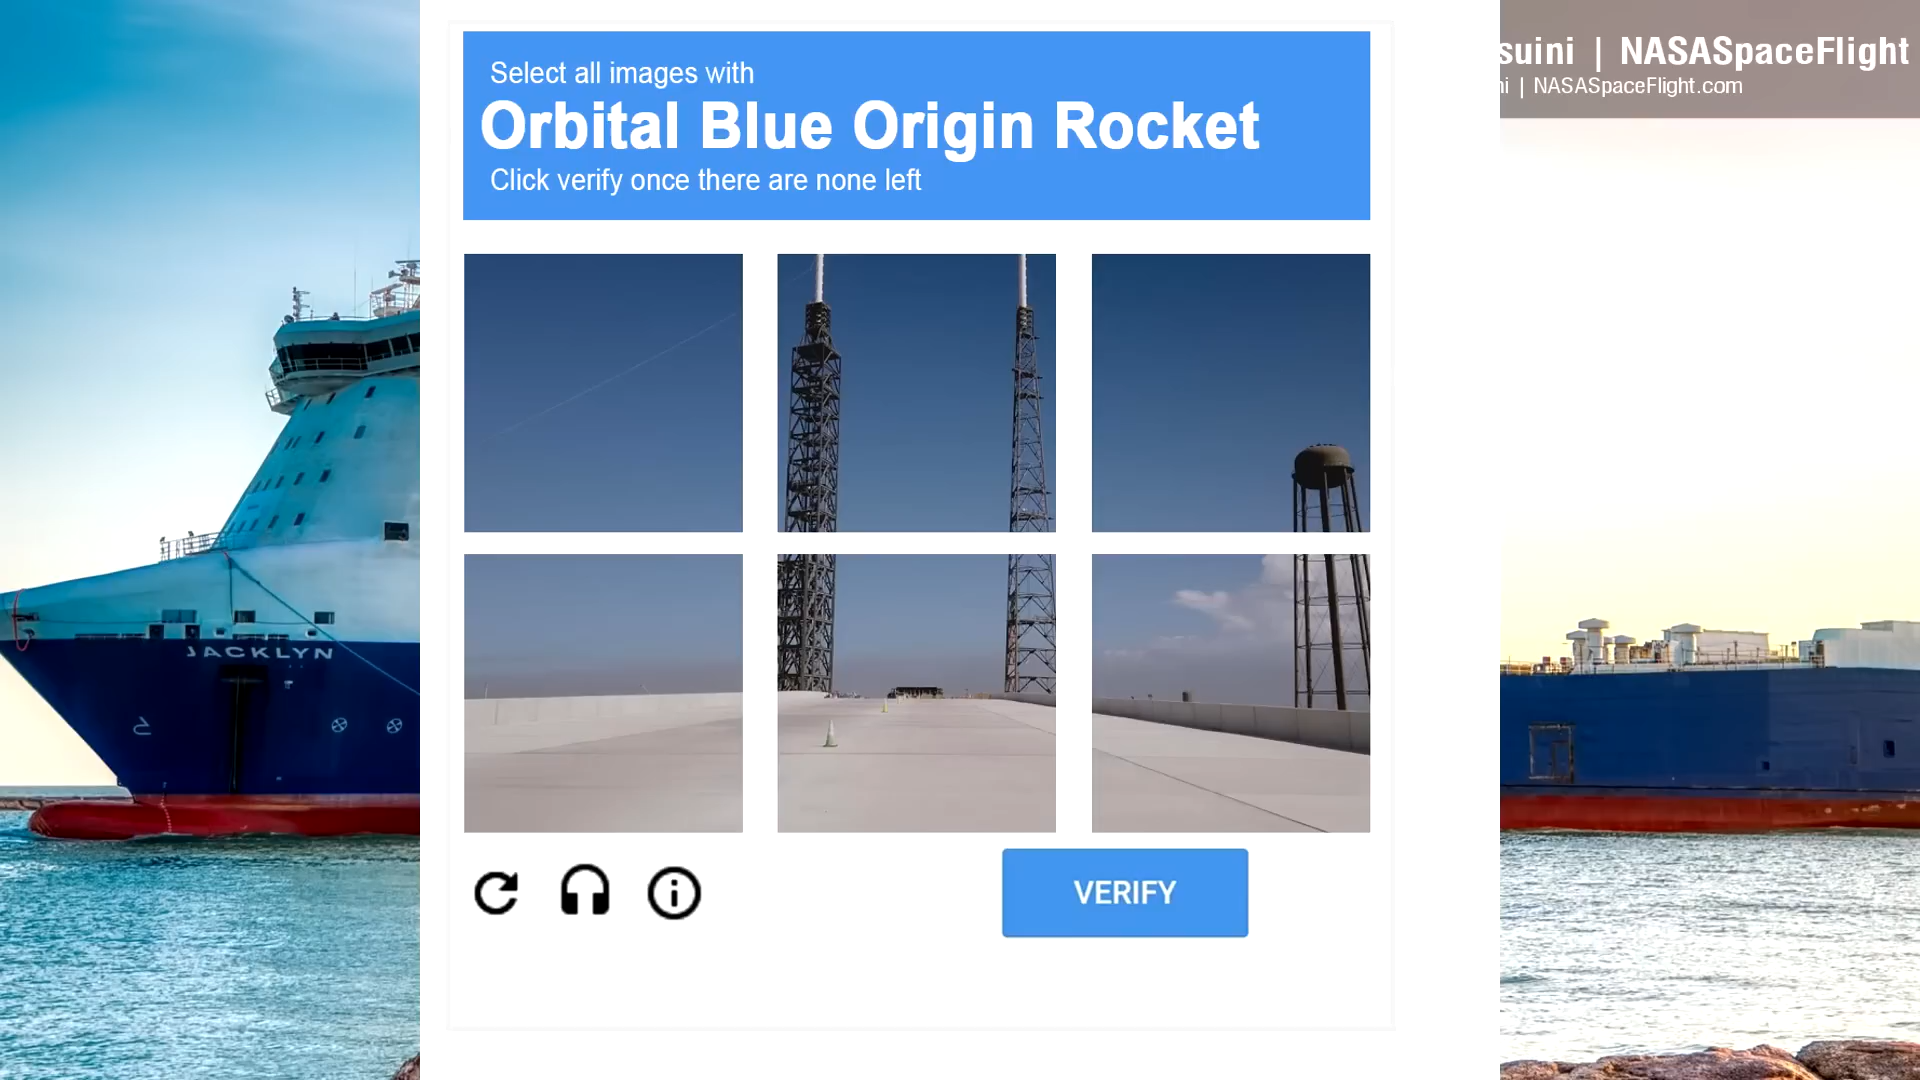 Select all images with
Orbital Blue Origin Rocket
Click verify once there are none left
suini | NASASpaceFlight
ni | NASASpaceFlight.com
JACKLYN
VERIFY